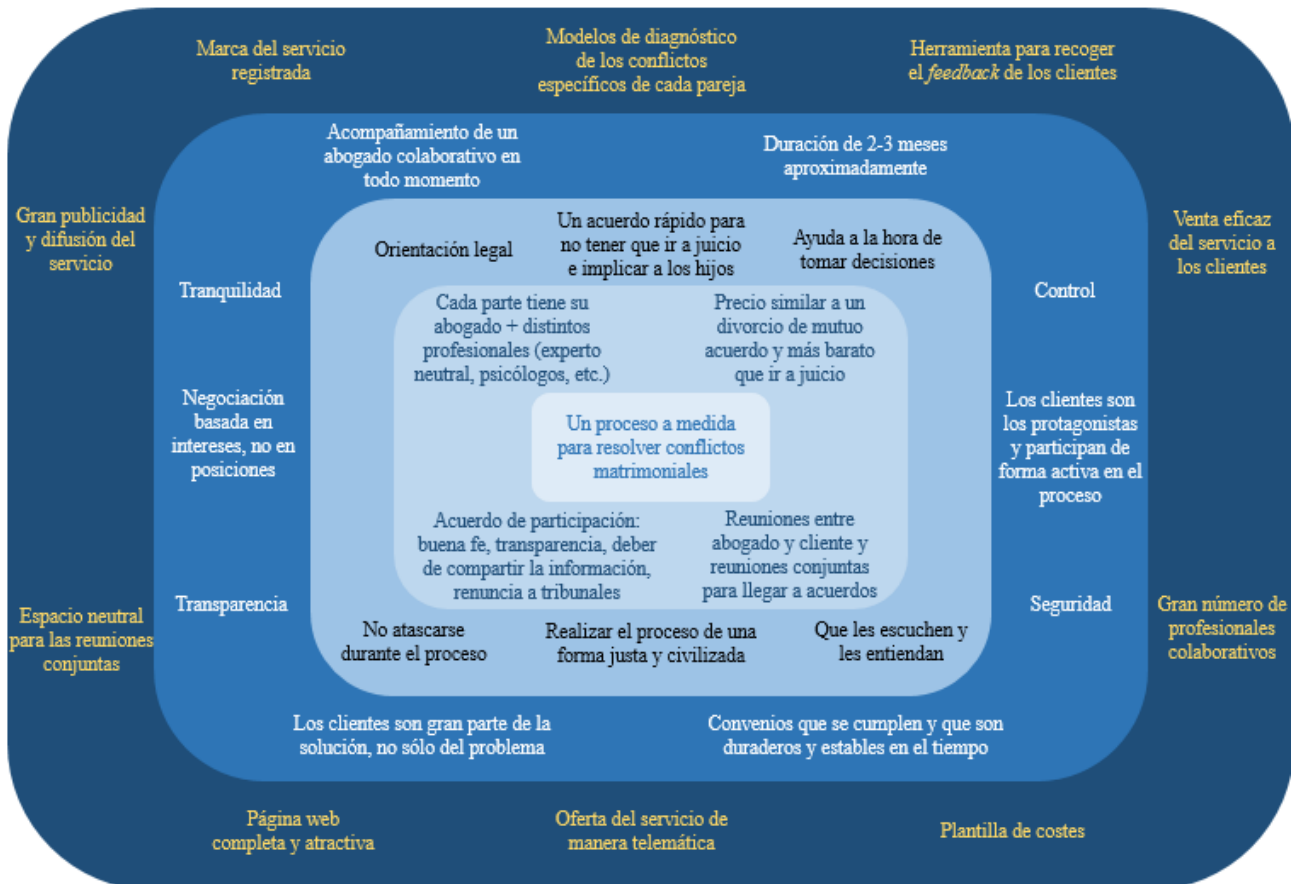 Marca del servicio
registrada
Modelos de diagnóstico
de los conflictos
específicos de cada pareja
Herramienta para recoger
el feedback de los clientes
Acompañamiento de un
abogado colaborativo en
todo momento
Duración de 2-3 meses
aproximadamente
Gran publicidad
y difusión del
servicio
Venta eficaz
del servicio a
los clientes
Orientación legal
Un acuerdo rápido para
no tener que ir a juicio
e implicar a los hijos
Ayuda a la hora de
tomar decisiones
Tranquilidad
Control
Cada parte tiene su
abogado + distintos
profesionales (experto
neutral, psicólogos, etc.)
Precio similar a un
divorcio de mutuo
acuerdo y más barato
que ir a juicio
Negociación
basada en
intereses, no en
posiciones
Un proceso a medida
para resolver conflictos
matrimoniales
Los clientes son
los protagonistas
y participan de
forma activa en el
proceso
Acuerdo de participación:
buena fe, transparencia, deber
de compartir la información,
renuncia a tribunales
Reuniones entre
abogado y cliente y
reuniones conjuntas
para llegar a acuerdos
Espacio neutral
para las reuniones
conjuntas
Transparencia
Seguridad
Gran número de
profesionales
colaborativos
No atascarse
durante el proceso
Realizar el proceso de una
forma justa y civilizada
Que les escuchen y
les entiendan
Los clientes son gran parte de la
solución, no sólo del problema
Convenios que se cumplen y que son
duraderos y estables en el tiempo
Página web
completa y atractiva
Oferta del servicio de
manera telemática
Plantilla de costes